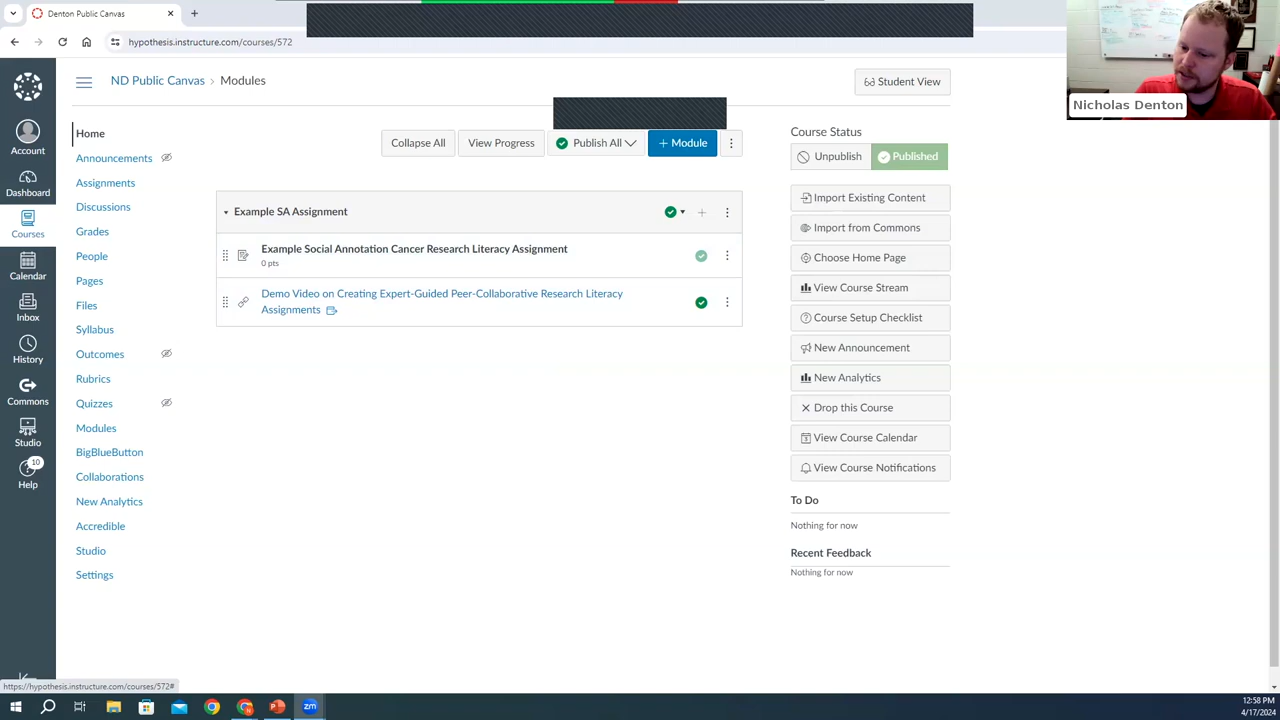 Denton Public Canvas
hypothesis.instructure.com/courses/572
Nicholas Denton
ND Public Canvas > Modules
Student View
Account
Dashboard
Courses
Calendar
Inbox
History
Commons
Studio
10
Help
Home
Announcements
Assignments
Discussions
Grades
People
Pages
Files
Syllabus
Outcomes
Rubrics
Quizzes
Modules
BigBlueButton
Collaborations
New Analytics
Accredible
Studio
Settings
Collapse All
View Progress
Publish All
+ Module
Example SA Assignment
Example Social Annotation Cancer Research Literacy Assignment
0 pts
Demo Video on Creating Expert-Guided Peer-Collaborative Research Literacy
Assignments
Course Status
Unpublish
Published
Import Existing Content
Import from Commons
Choose Home Page
View Course Stream
Course Setup Checklist
New Announcement
New Analytics
Drop this Course
View Course Calendar
View Course Notifications
To Do
Nothing for now
Recent Feedback
Nothing for now
https://hypothesis.instructure.com/courses/572#
zm
12:58 PM
4/17/2024